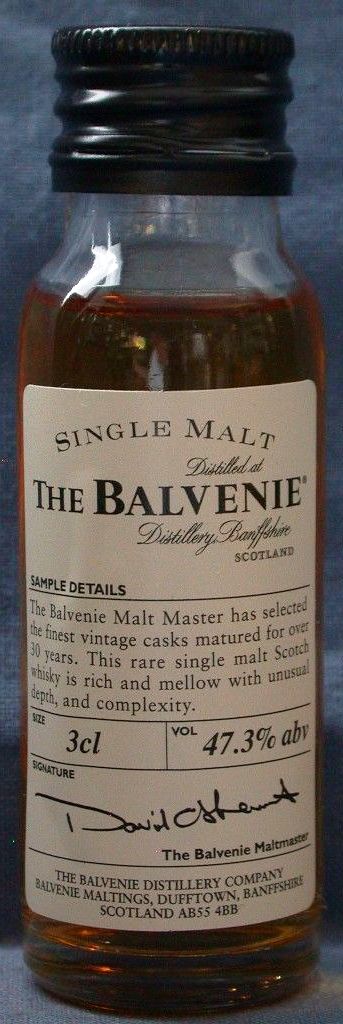 SINGLE MALT
Distilled at
THE BALVENIE®
Distillery, Banffshire
SCOTLAND
SAMPLE DETAILS
The Balvenie Malt Master has selected
the finest vintage casks matured for over
30 years. This rare single malt Scotch
whisky is rich and mellow with unusual
depth, and complexity.
SIZE 3cl VOL 47.3% abv
SIGNATURE
David C Stewart
The Balvenie Maltmaster
THE BALVENIE DISTILLERY COMPANY
BALVENIE MALTINGS, DUFFTOWN, BANFFSHIRE
SCOTLAND AB55 4BB